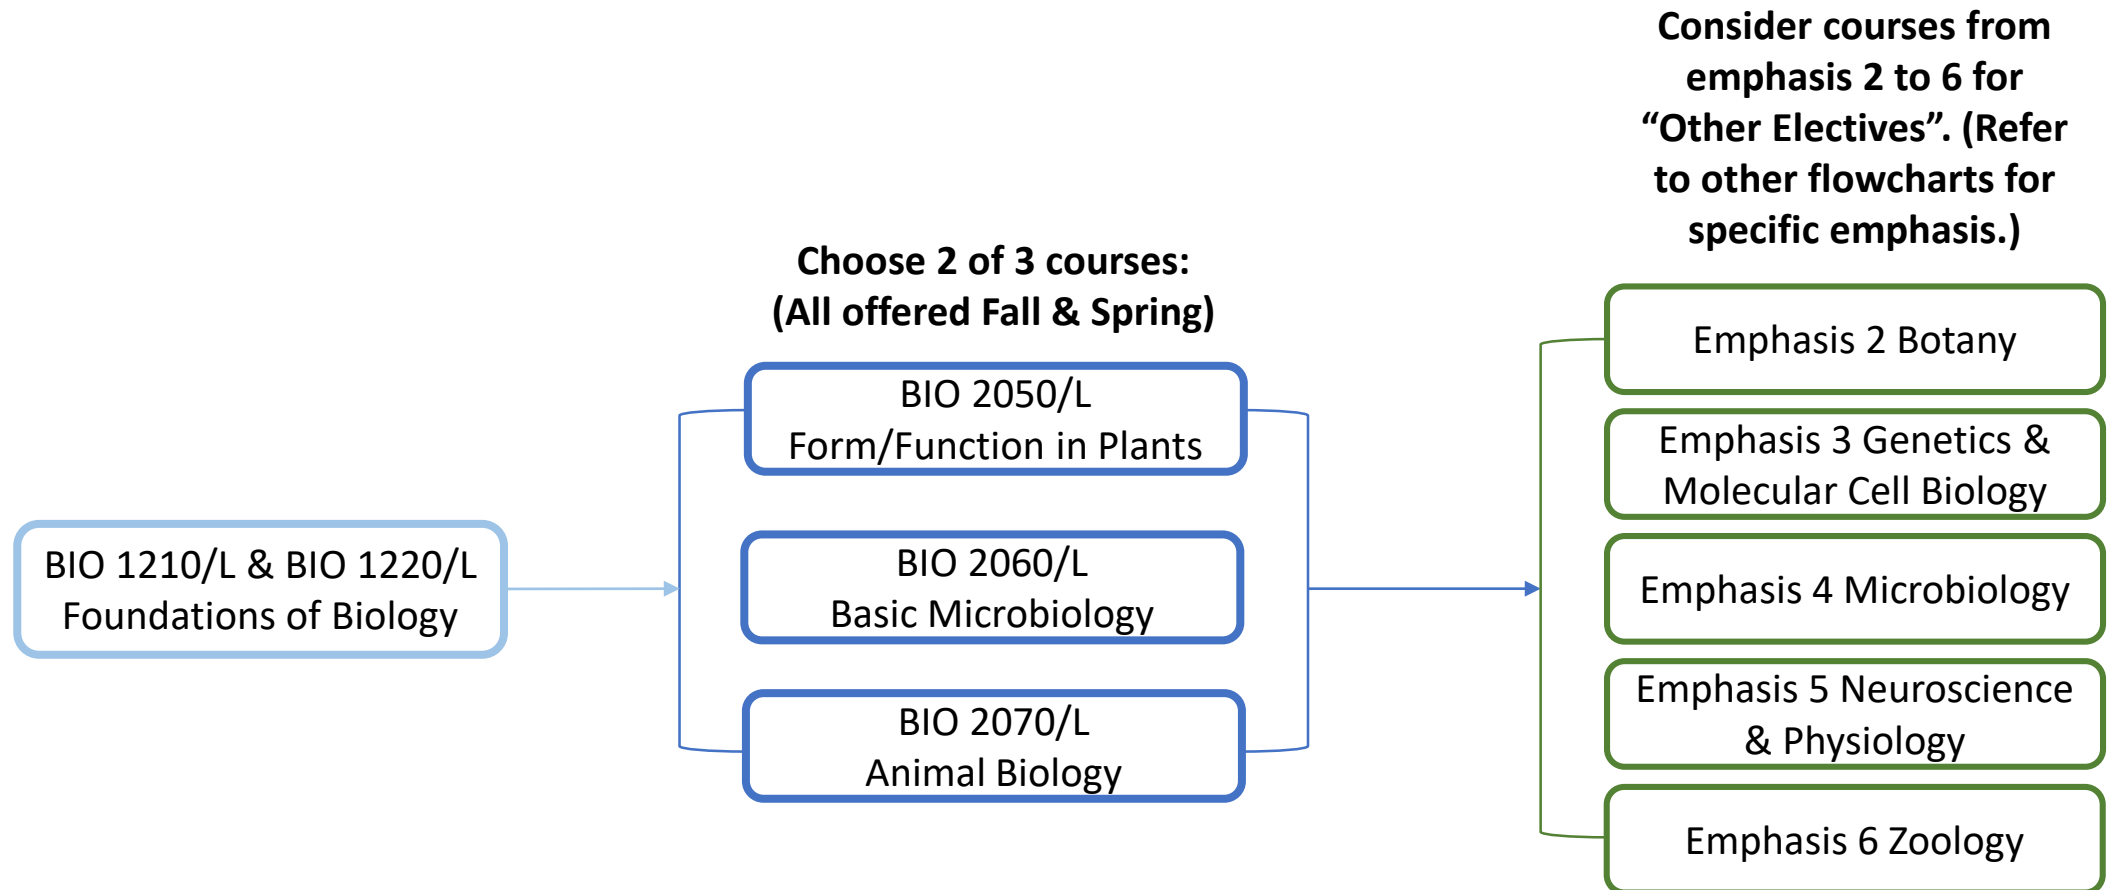 BIO 1210/L & BIO 1220/L
Foundations of Biology
Choose 2 of 3 courses:
(All offered Fall & Spring)
BIO 2050/L
Form/Function in Plants
BIO 2060/L
Basic Microbiology
BIO 2070/L
Animal Biology
Consider courses from
emphasis 2 to 6 for
“Other Electives”. (Refer
to other flowcharts for
specific emphasis.)
Emphasis 2 Botany
Emphasis 3 Genetics &
Molecular Cell Biology
Emphasis 4 Microbiology
Emphasis 5 Neuroscience
& Physiology
Emphasis 6 Zoology